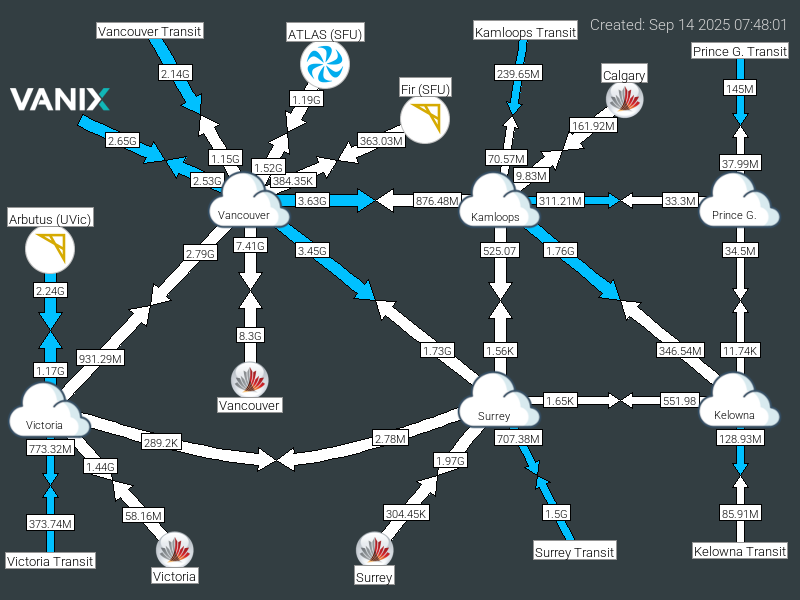 Created: Sep 14 2025 07:48:01
Vancouver Transit
ATLAS (SFU)
Kamloops Transit
Prince G. Transit
2.14G
239.65M
Calgary
145M
Fir (SFU)
VANIX
1.19G
161.92M
2.65G
363.03M
1.15G
70.57M
37.99M
1.52G
9.83M
2.53G
384.35K
3.63G
876.48M
311.21M
33.3M
Vancouver
Kamloops
Prince G.
Arbutus (UVic)
2.79G
7.41G
3.45G
525.07
1.76G
34.5M
2.24G
8.3G
931.29M
1.73G
1.56K
346.54M
11.74K
1.17G
Vancouver
1.65K
551.98
Victoria
Surrey
Kelowna
773.32M
289.2K
2.78M
707.38M
128.93M
1.44G
1.97G
373.74M
58.16M
304.45K
1.5G
85.91M
Victoria Transit
Victoria
Surrey
Surrey Transit
Kelowna Transit